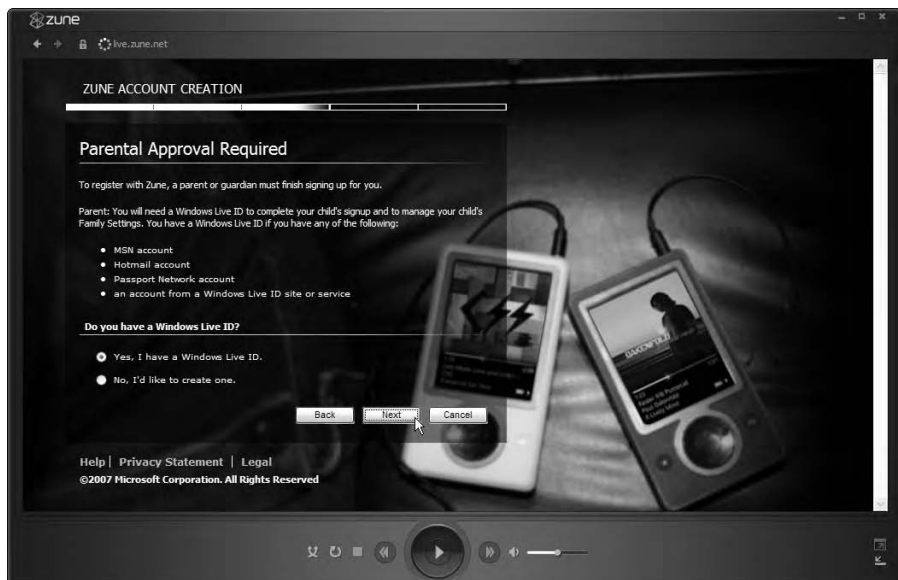 zune
live.zune.net
ZUNE ACCOUNT CREATION
Parental Approval Required
To register with Zune, a parent or guardian must finish signing up for you.
Parent: You will need a Windows Live ID to complete your child's signup and to manage your child's
Family Settings. You have a Windows Live ID if you have any of the following:
MSN account
Hotmail account
Passport Network account
an account from a Windows Live ID site or service
Do you have a Windows Live ID?
Yes, I have a Windows Live ID.
No, I'd like to create one.
Back Next Cancel
OAKENFOLD
Paul Oakenfold
A Lively Mind
Help | Privacy Statement | Legal
©2007 Microsoft Corporation. All Rights Reserved